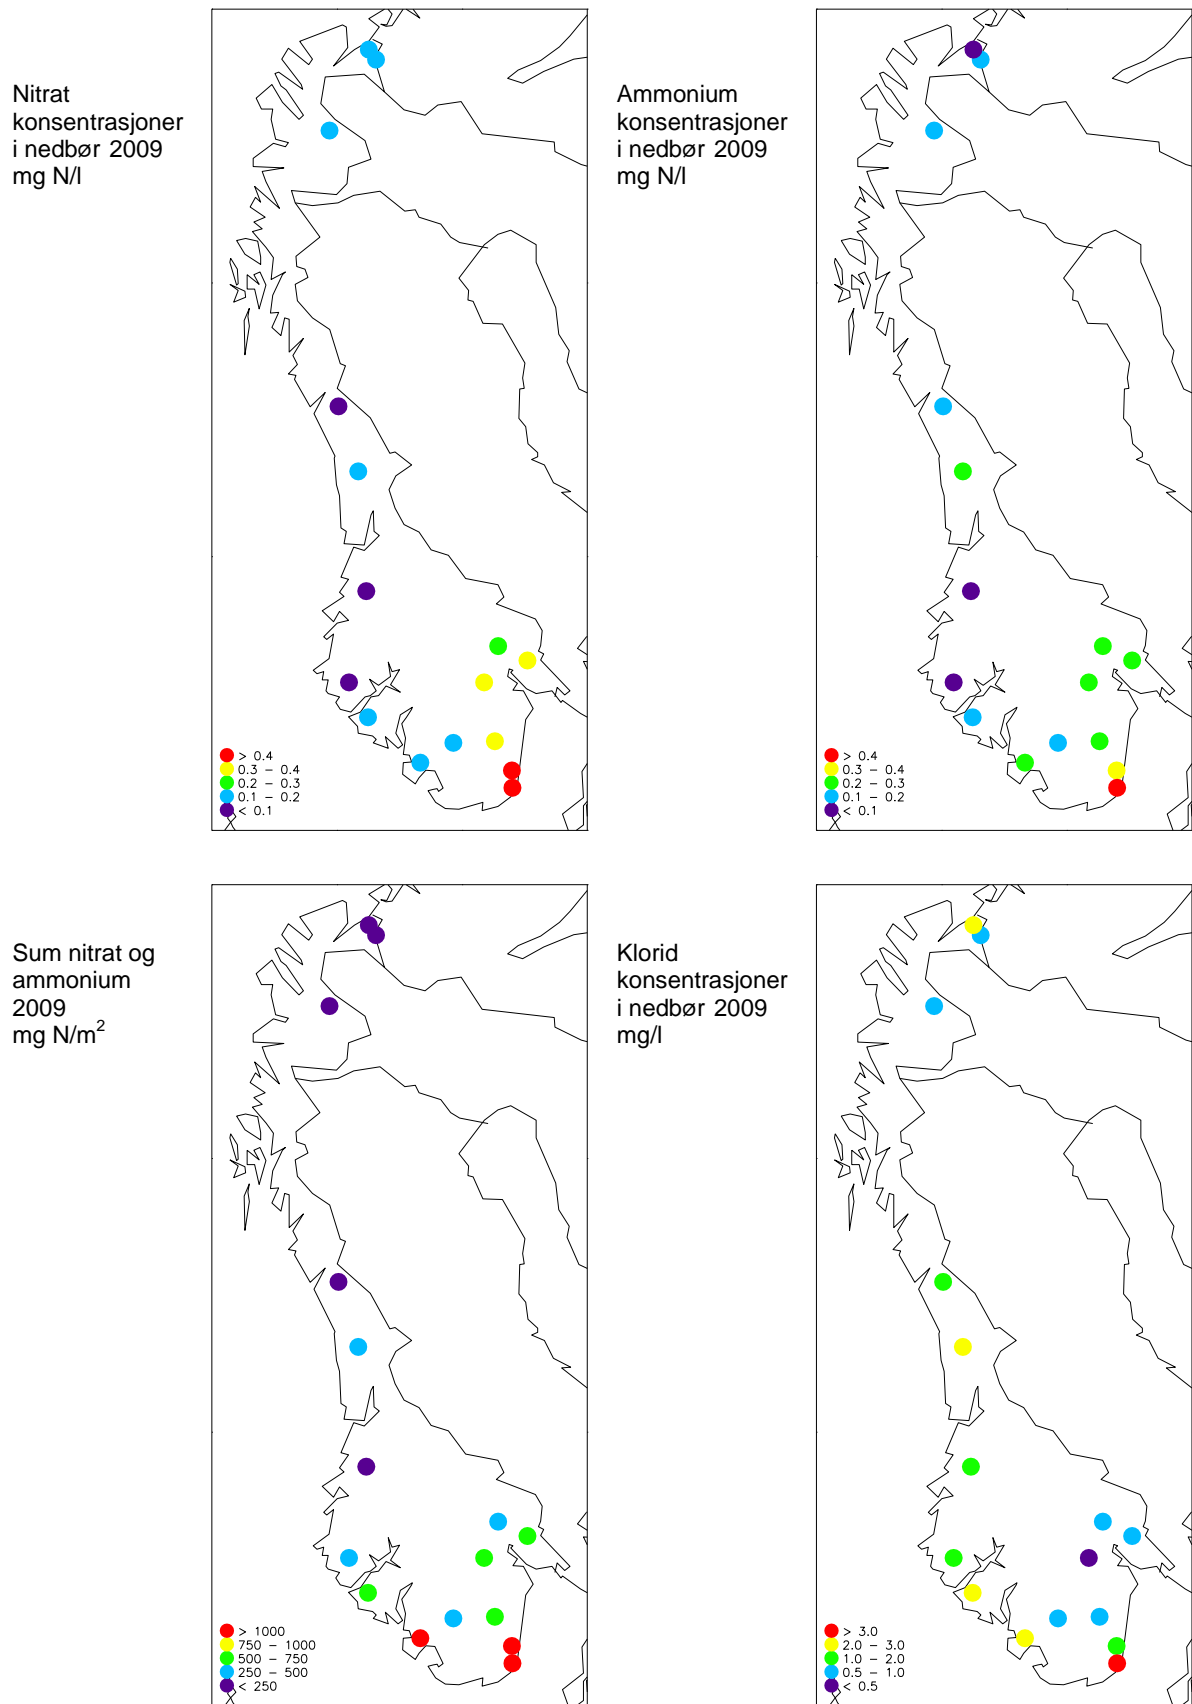 Nitrat
konsentrasjoner
i nedbør 2009
mg N/l
> 0.4
0.3 – 0.4
0.2 – 0.3
0.1 – 0.2
< 0.1
Ammonium
konsentrasjoner
i nedbør 2009
mg N/l
> 0.4
0.3 – 0.4
0.2 – 0.3
0.1 – 0.2
< 0.1
Sum nitrat og
ammonium
2009
mg N/m²
> 1000
750 – 1000
500 – 750
250 – 500
< 250
Klorid
konsentrasjoner
i nedbør 2009
mg/l
> 3.0
2.0 – 3.0
1.0 – 2.0
0.5 – 1.0
< 0.5